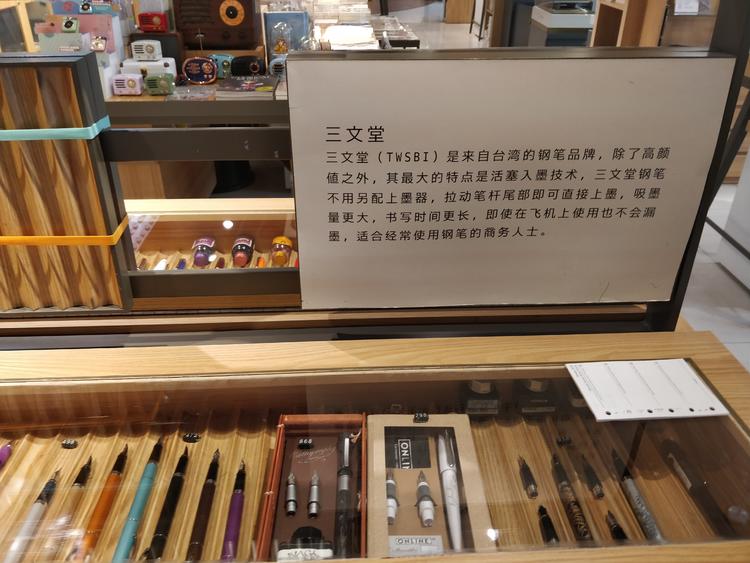 三文堂
三文堂（TWSBI）是来自台湾的钢笔品牌，除了高颜
值之外，其最大的特点是活塞入墨技术，三文堂钢笔
不用另配上墨器，拉动笔杆尾部即可直接上墨，吸墨
量更大，书写时间更长，即使在飞机上使用也不会漏
墨，适合经常使用钢笔的商务人士。
868
298
ONLINE